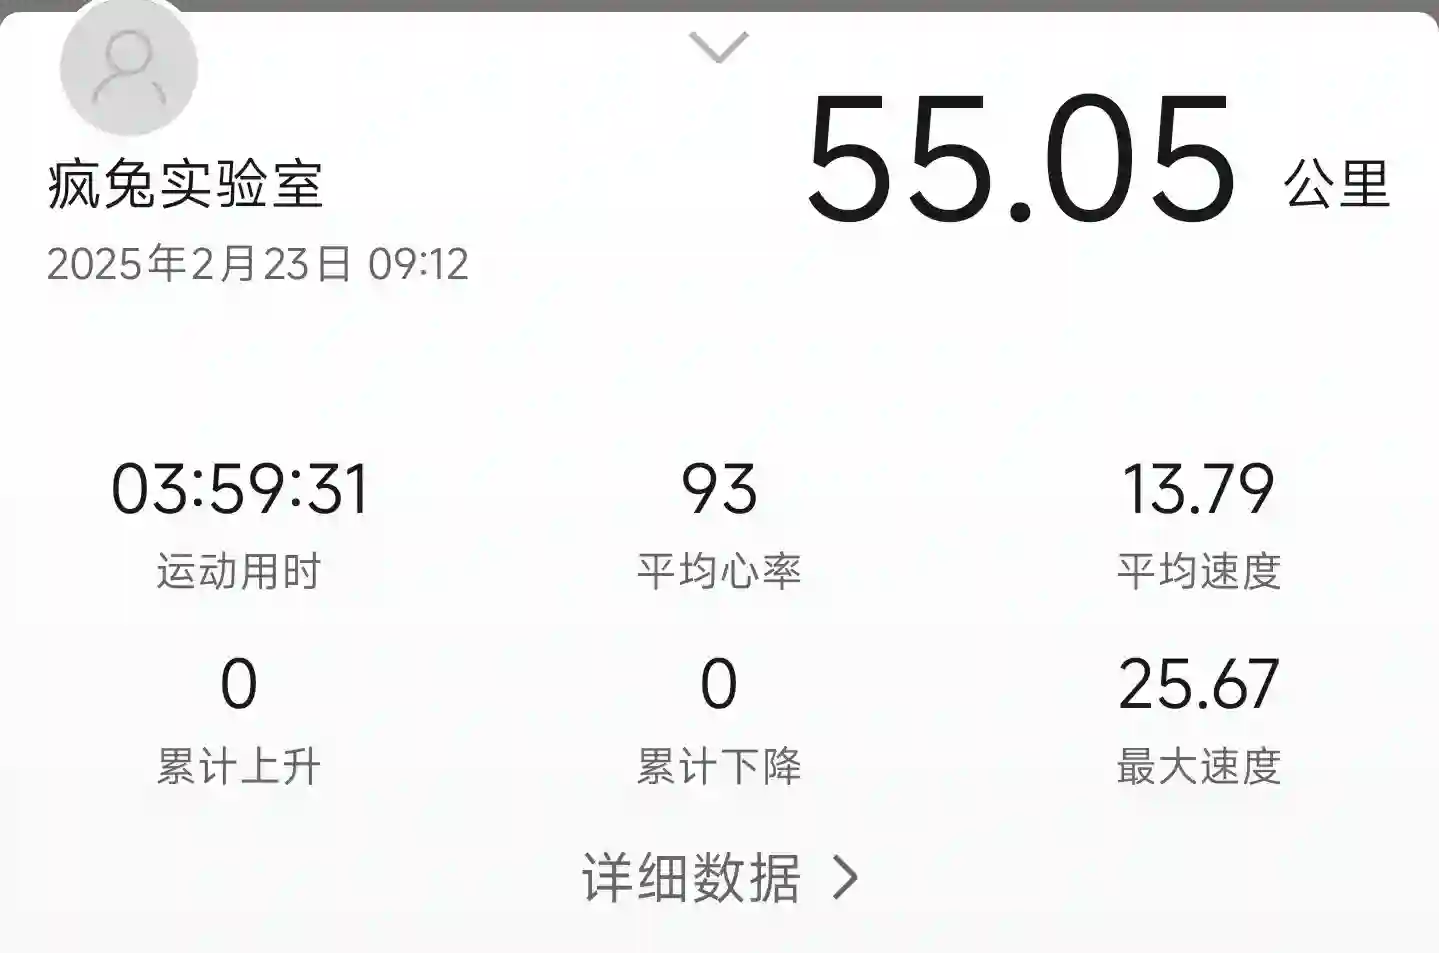 疯兔实验室
2025年2月23日 09:12
55.05 公里
03:59:31 93 13.79
运动用时 平均心率 平均速度
0 0 25.67
累计上升 累计下降 最大速度
详细数据